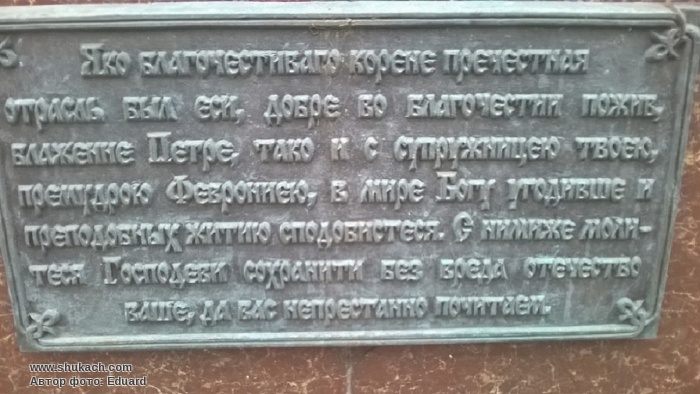 Яко благочестиваго корене пречестная
отрасль был еси, добре во благочестии пожив,
блаженне Петре, тако и с супружницею твоею,
премудрою Феврониею, в мире Богу угодивше и
преподобных житию сподобистеся. С нимиже моли-
теся Господеви сохранити без вреда отечество
ваше, да вас непрестанно почитаем.
www.shukach.com
Автор фото: Eduard